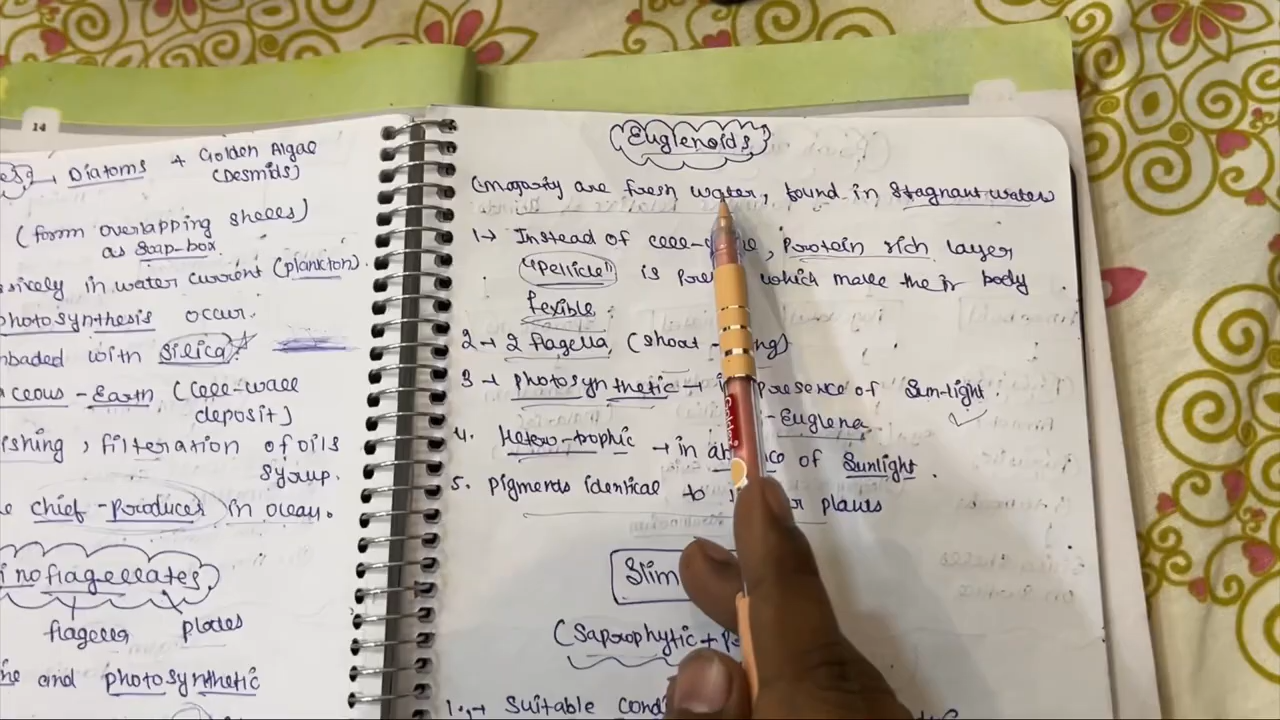 14
Diatoms + Golden Algae
(Desmids)
(form overlapping shells)
as Soap-box
in water current (plankton).
photosynthesis occur.
with Silica
Earth (Cell-wall
deposit)
, filteration of oils
Syrup.
chief-Producer in ocean.
flageller plates
and photosynthetic
Euglenoids
(Majority are fresh water, found in Stagnant water
1→ Instead of cell- , Protein rich layer
"Pellicle" is which make their body
flexible
2→ 2 flagella (short -
3→ photosynthetic → presence of Sun-light.
-Euglena
4. Hetero-trophic → in of Sunlight.
5. Pigments identical to plants
Slim
(Saprophytic +
1.→ Suitable
Goldex